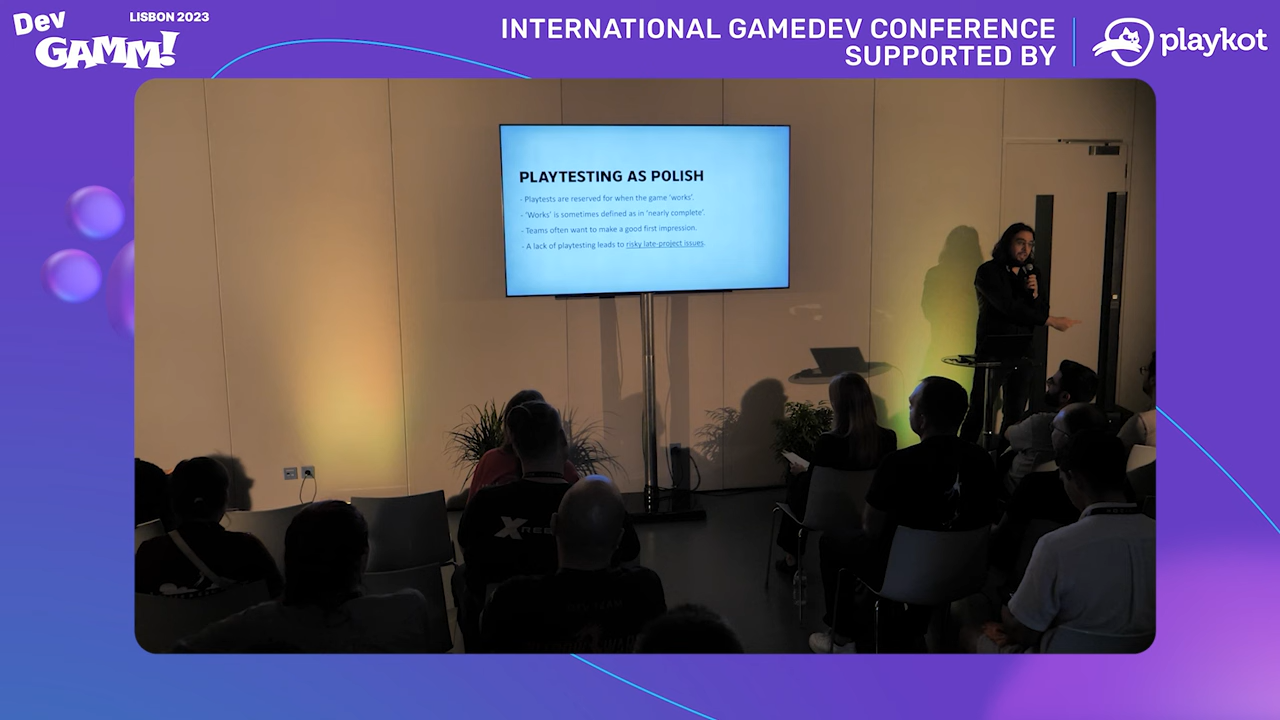 Dev
GAMM!
LISBON 2023
INTERNATIONAL GAMEDEV CONFERENCE
SUPPORTED BY
playkot
PLAYTESTING AS POLISH
- Playtests are reserved for when the game 'works'.
- 'Works' is sometimes defined as in 'nearly complete'.
- Teams often want to make a good first impression.
- A lack of playtesting leads to risky late-project issues.